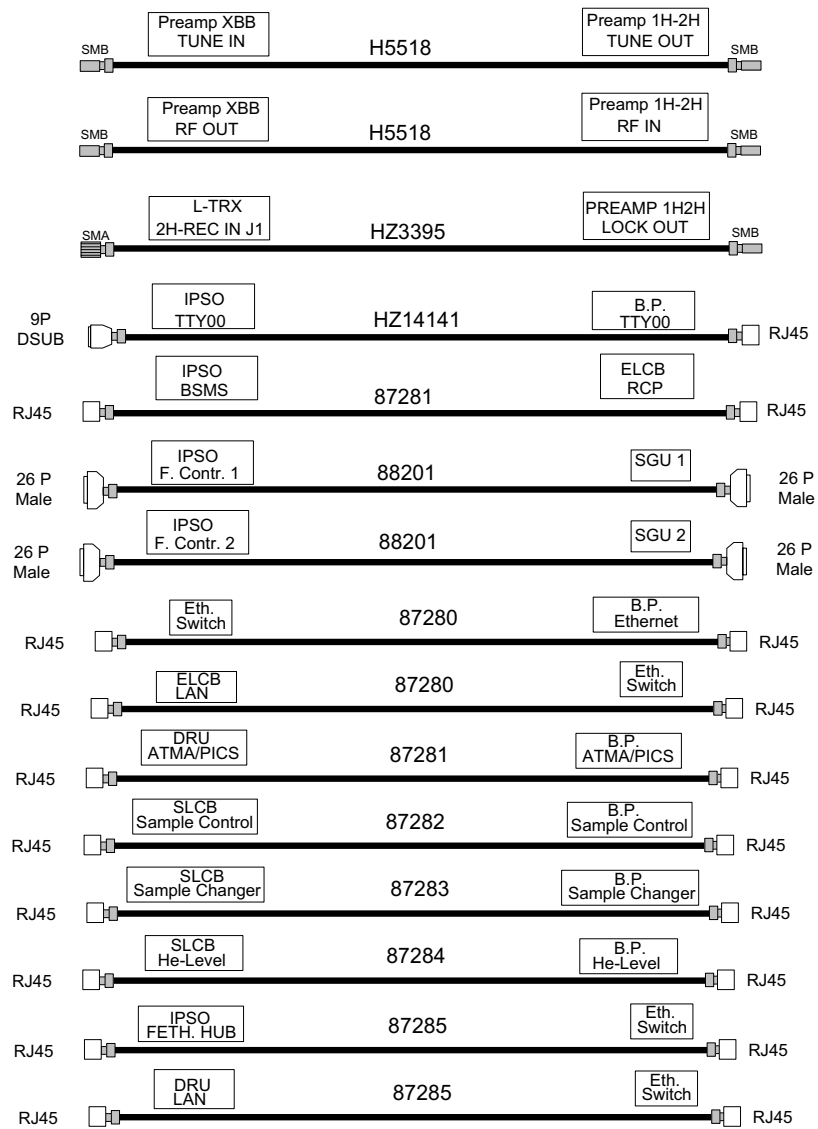 Preamp XBB
TUNE IN
Preamp 1H-2H
TUNE OUT
SMB
H5518
SMB
Preamp XBB
RF OUT
Preamp 1H-2H
RF IN
SMB
H5518
SMB
L-TRX
2H-REC IN J1
PREAMP 1H2H
LOCK OUT
SMA
HZ3395
SMB
IPSO
TTY00
B.P.
TTY00
9P
DSUB
HZ14141
RJ45
IPSO
BSMS
ELCB
RCP
RJ45
87281
RJ45
IPSO
F. Contr. 1
SGU 1
26 P
Male
88201
26 P
Male
IPSO
F. Contr. 2
SGU 2
26 P
Male
88201
26 P
Male
Eth.
Switch
B.P.
Ethernet
RJ45
87280
RJ45
ELCB
LAN
Eth.
Switch
RJ45
87280
RJ45
DRU
ATMA/PICS
B.P.
ATMA/PICS
RJ45
87281
RJ45
SLCB
Sample Control
B.P.
Sample Control
RJ45
87282
RJ45
SLCB
Sample Changer
B.P.
Sample Changer
RJ45
87283
RJ45
SLCB
He-Level
B.P.
He-Level
RJ45
87284
RJ45
IPSO
FETH. HUB
Eth.
Switch
RJ45
87285
RJ45
DRU
LAN
Eth.
Switch
RJ45
87285
RJ45